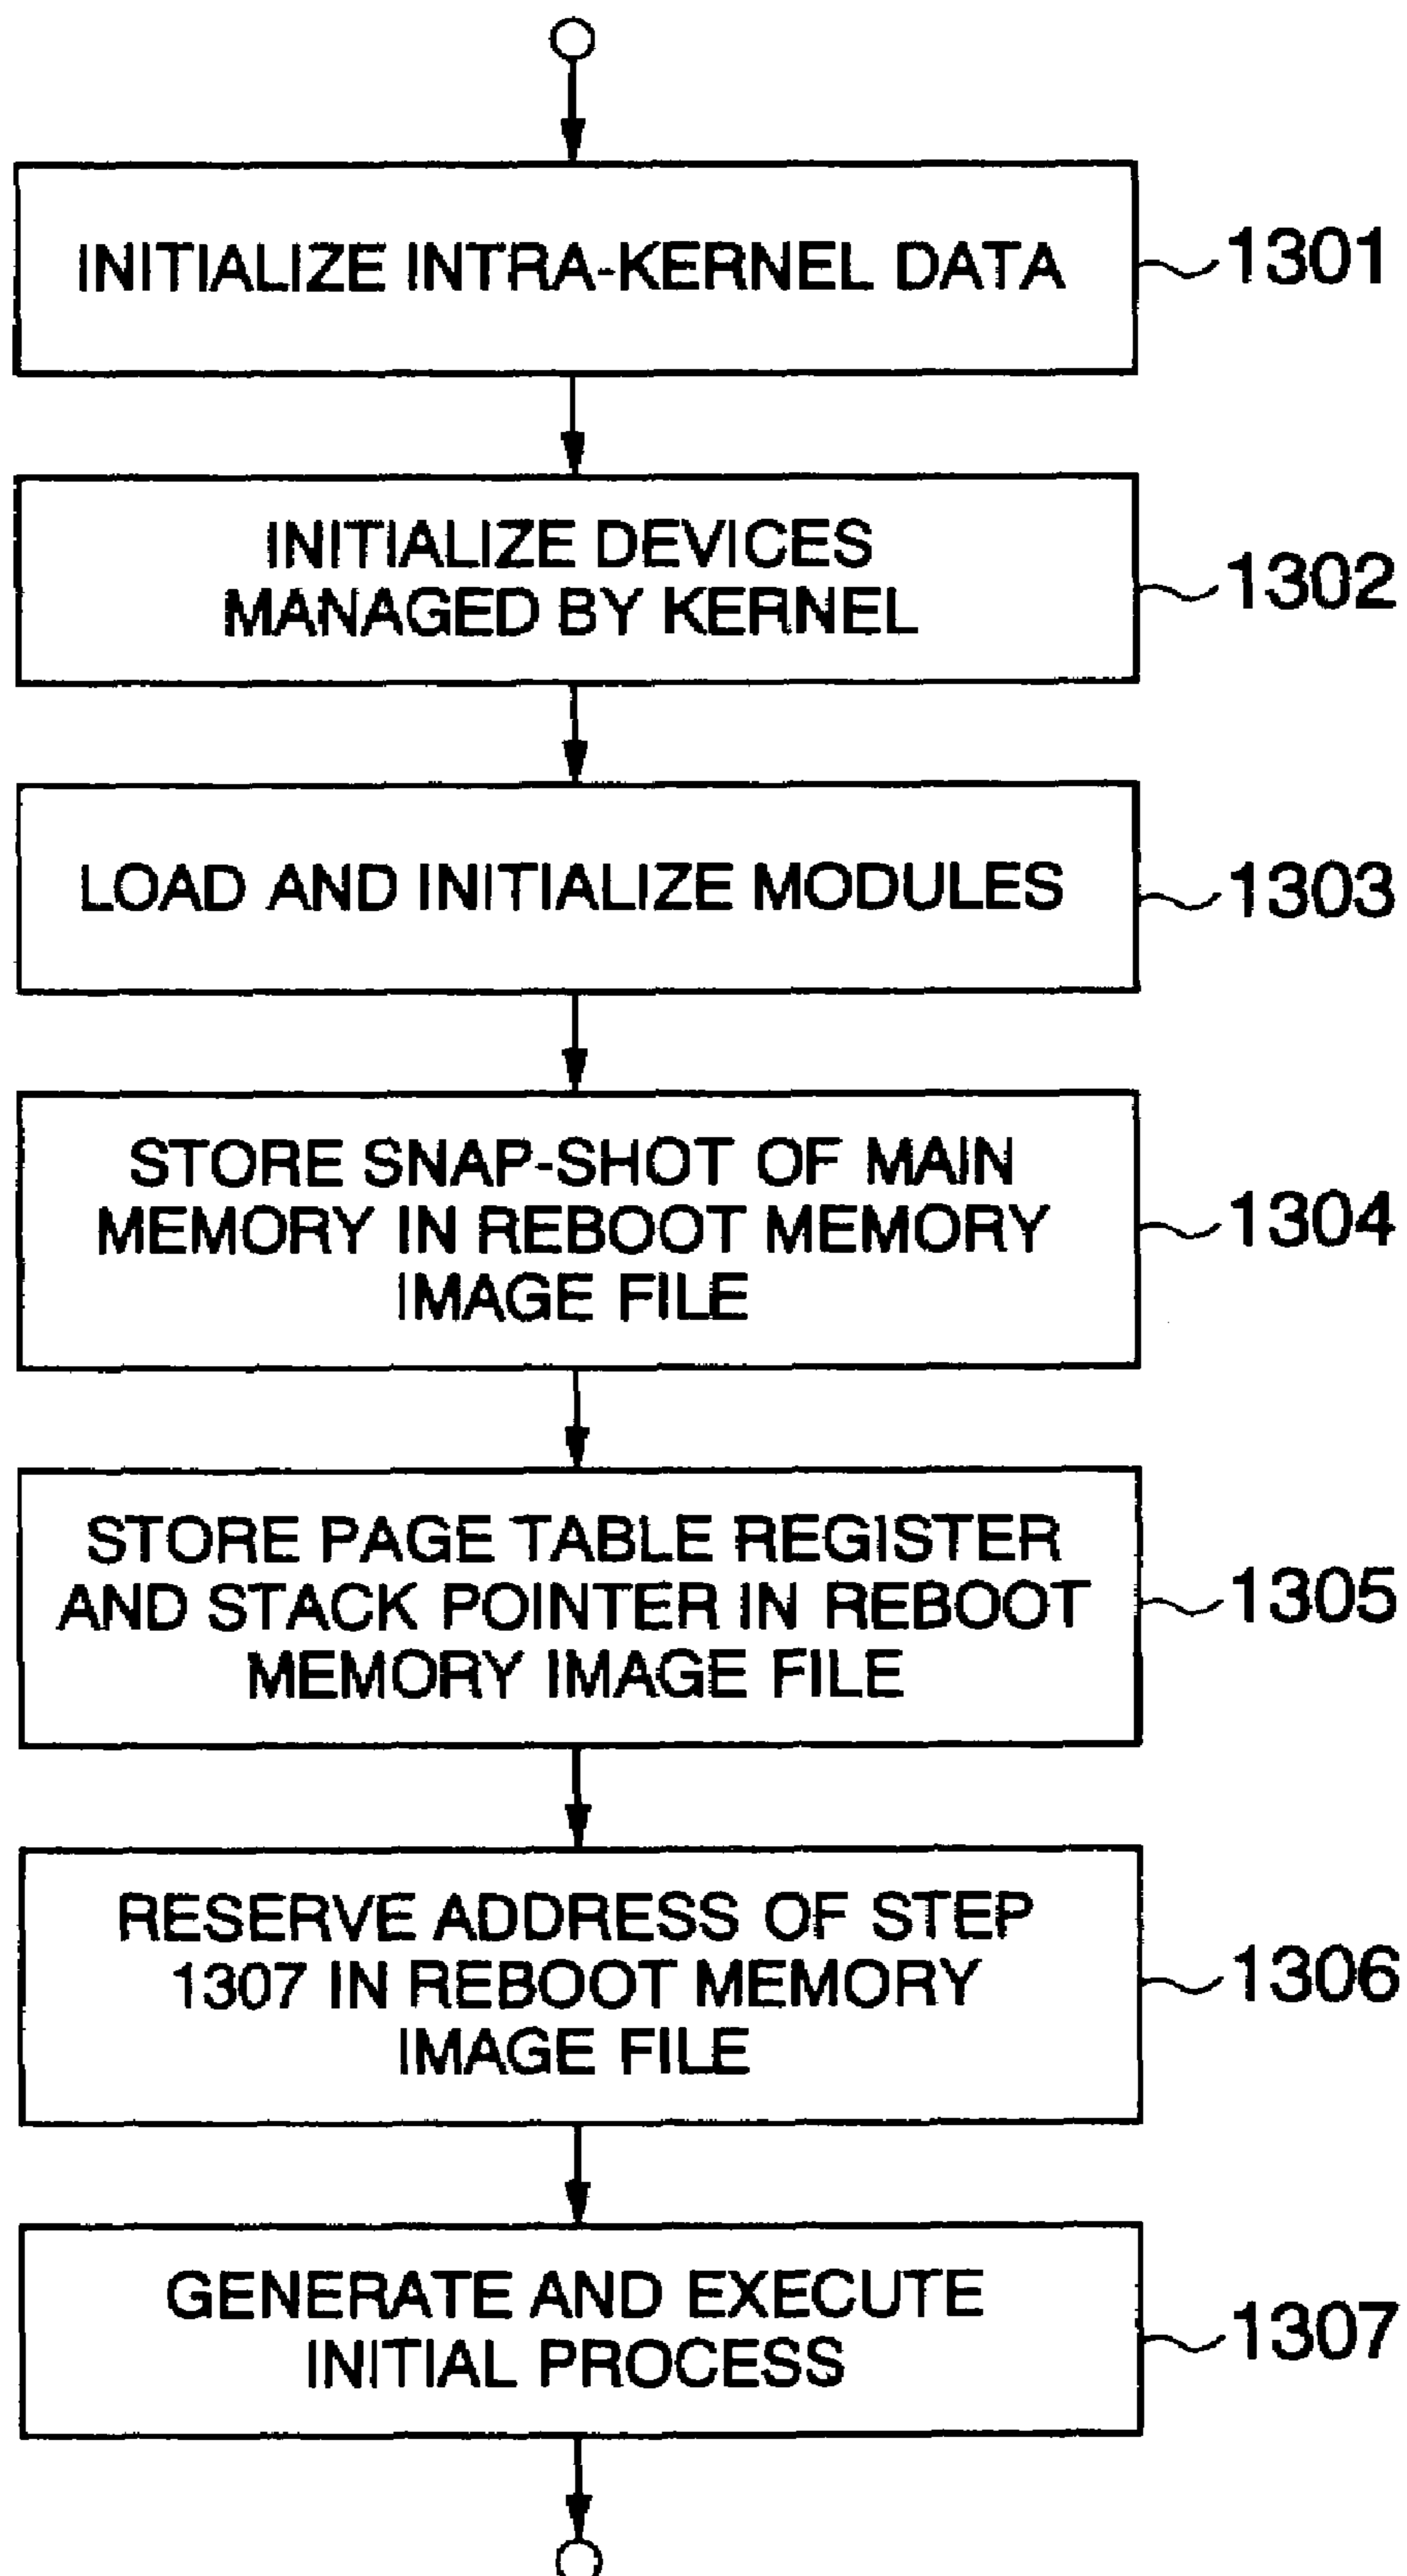 INITIALIZE INTRA-KERNEL DATA
1301
INITIALIZE DEVICES
MANAGED BY KERNEL
1302
LOAD AND INITIALIZE MODULES
1303
STORE SNAP-SHOT OF MAIN
MEMORY IN REBOOT MEMORY
IMAGE FILE
1304
STORE PAGE TABLE REGISTER
AND STACK POINTER IN REBOOT
MEMORY IMAGE FILE
1305
RESERVE ADDRESS OF STEP
1307 IN REBOOT MEMORY
IMAGE FILE
1306
GENERATE AND EXECUTE
INITIAL PROCESS
1307